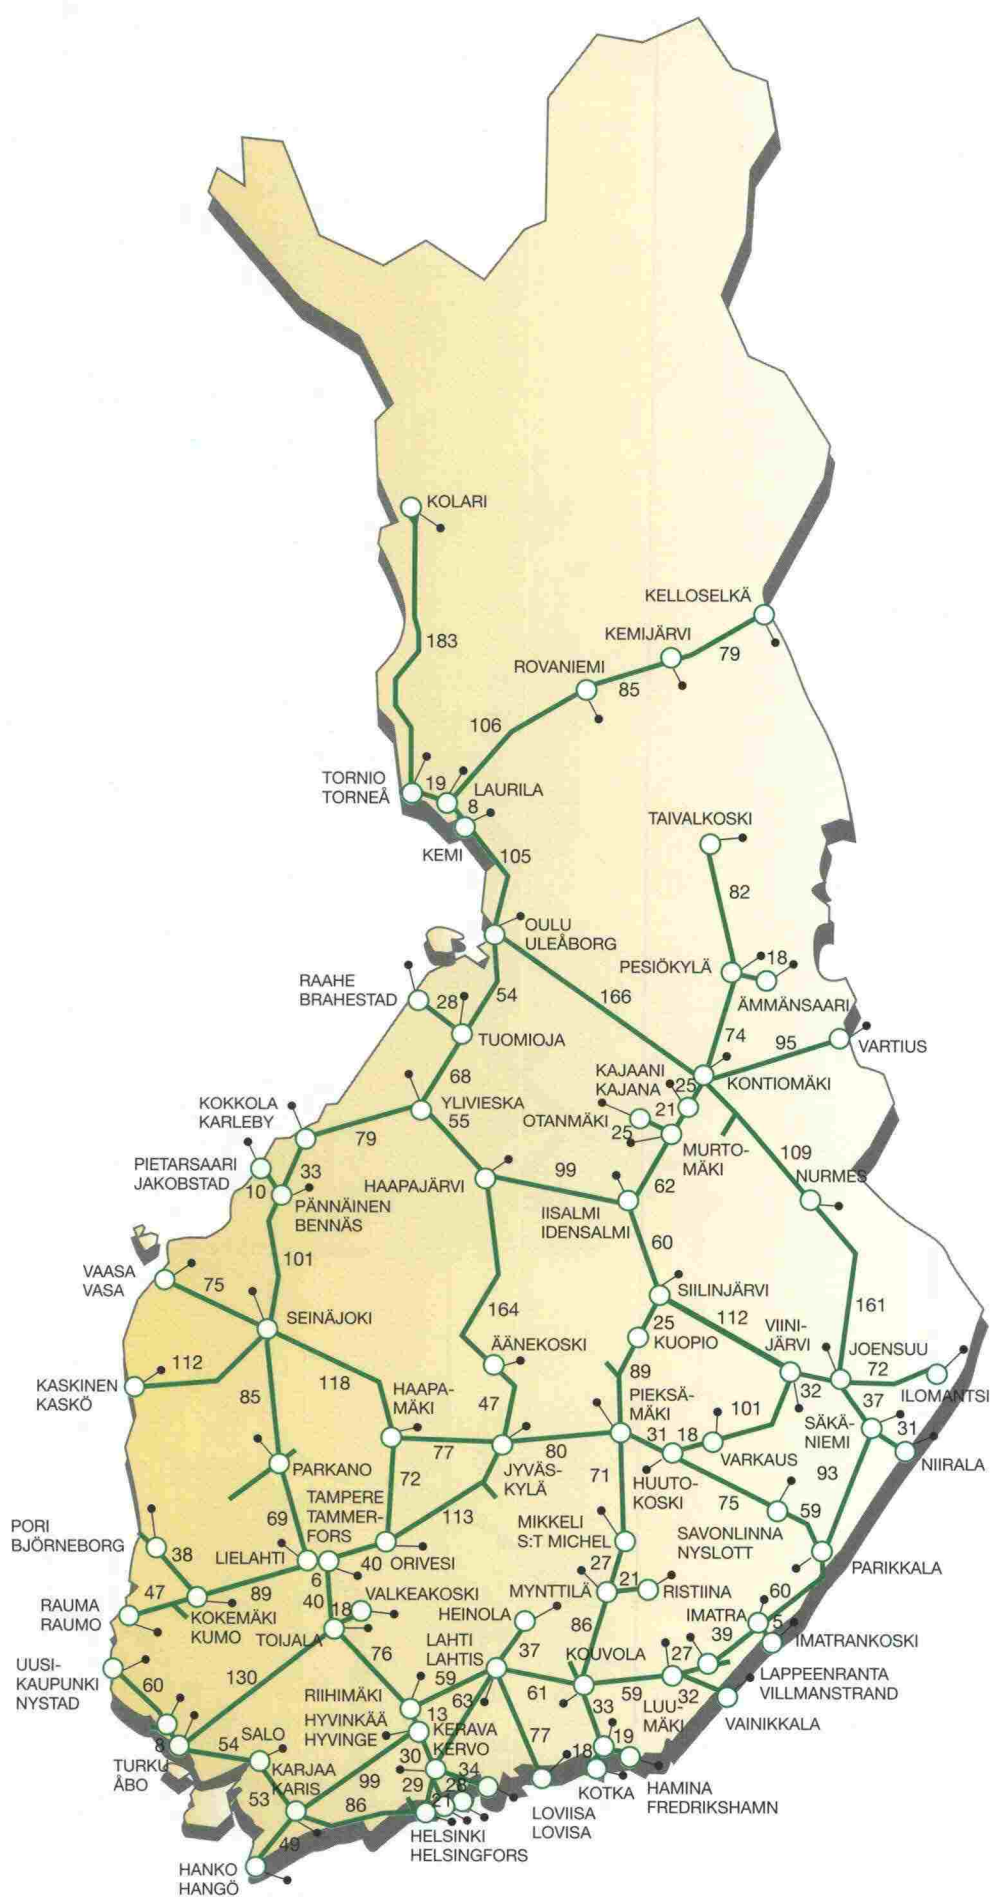 KOLARI
183
KELLOSELKÄ
KEMIJÄRVI
79
ROVANIEMI
85
106
TORNIO
TORNEÅ
19
LAURILA
8
KEMI
105
TAIVALKOSKI
82
OULU
ULEÅBORG
PESIÖKYLÄ
18
ÄMMÄNSAARI
RAAHE
BRAHESTAD
28
54
166
TUOMIOJA
74
95
VARTIUS
68
KAJAANI
KAJANA
25
KONTIOMÄKI
KOKKOLA
KARLEBY
YLIVIESKA
55
OTANMÄKI
21
25
79
MURTO-
MÄKI
109
PIETARSAARI
JAKOBSTAD
33
10
PÄNNÄINEN
BENNÄS
HAAPAJÄRVI
99
62
NURMES
IISALMI
IDENSALMI
101
60
VAASA
VASA
75
SEINÄJOKI
164
SIILINJÄRVI
112
161
25
KUOPIO
VIINI-
JÄRVI
JOENSUU
72
ILOMANTSI
KASKINEN
KASKÖ
112
85
118
ÄÄNEKOSKI
89
32
37
HAAPA-
MÄKI
47
PIEKSÄ-
MÄKI
101
SÄKÄ-
NIEMI
31
NIIRALA
77
80
31
18
VARKAUS
PARKANO
72
JYVÄS-
KYLÄ
71
HUUTO-
KOSKI
75
93
59
TAMPERE
TAMMER-
FORS
113
SAVONLINNA
NYSLOTT
PORI
BJÖRNEBORG
69
MIKKELI
S:T MICHEL
PARIKKALA
38
LIELAHTI
6
40
ORIVESI
27
MYNTTILÄ
21
RISTIINA
60
RAUMA
RAUMO
47
89
KOKEMÄKI
KUMO
40
18
VALKEAKOSKI
TOIJALA
HEINOLA
86
IMATRA
5
IMATRANKOSKI
39
UUSI-
KAUPUNKI
NYSTAD
60
130
76
LAHTI
LAHTIS
37
KOUVOLA
27
LAPPEENRANTA
VILLMANSTRAND
59
61
59
LUU-
MÄKI
32
VAINIKKALA
RIIHIMÄKI
13
63
33
HYVINKÄÄ
HYVINGE
KERAVA
KERVO
77
19
8
TURKU
ÅBO
54
SALO
30
34
18
KOTKA
HAMINA
FREDRIKSHAMN
KARJAA
KARIS
99
29
28
53
86
21
LOVIISA
LOVISA
HELSINKI
HELSINGFORS
49
HANKO
HANGÖ